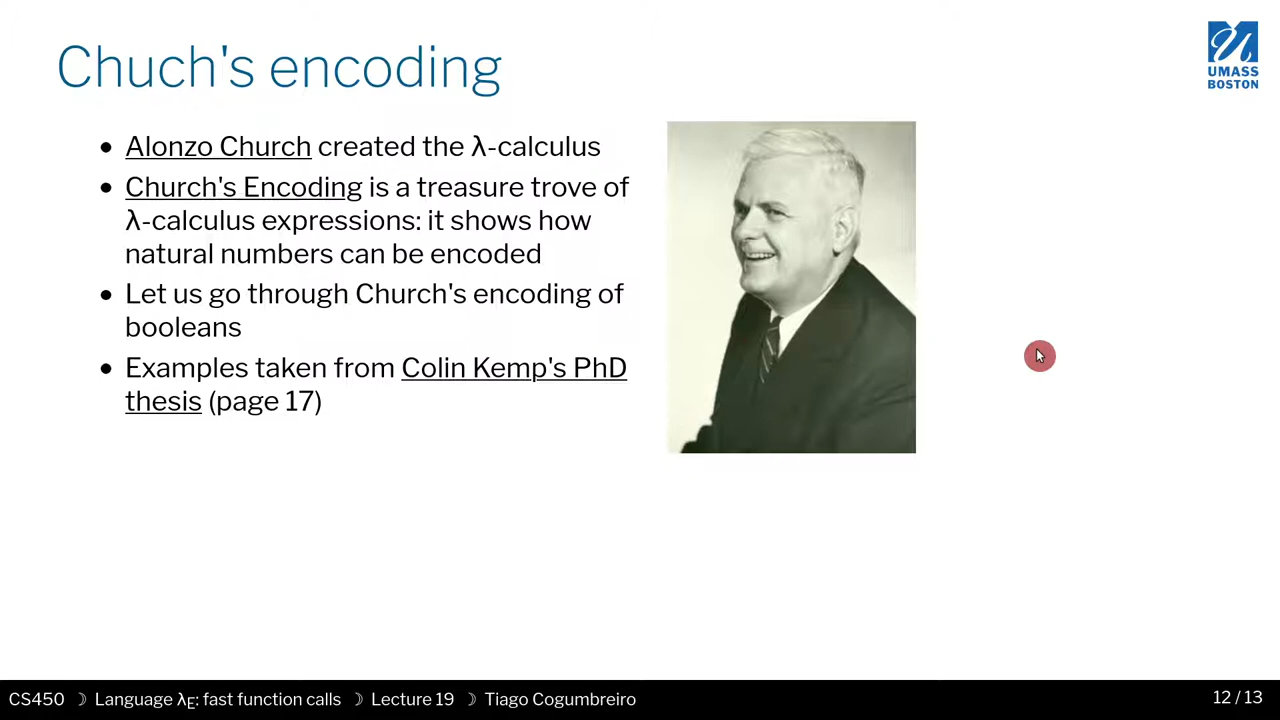 Chuch's encoding
UMASS
BOSTON
• Alonzo Church created the λ-calculus
• Church's Encoding is a treasure trove of
λ-calculus expressions: it shows how
natural numbers can be encoded
• Let us go through Church's encoding of
booleans
• Examples taken from Colin Kemp's PhD
thesis (page 17)
CS450 ☽ Language λE: fast function calls ☽ Lecture 19 ☽ Tiago Cogumbreiro
12 / 13